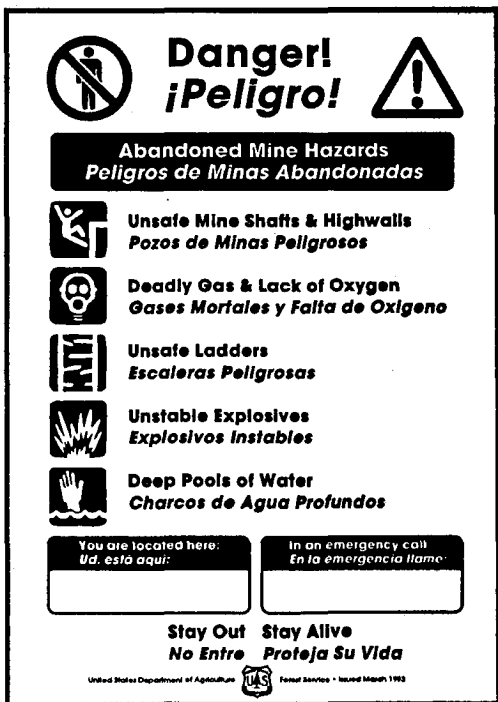 Danger!
¡Peligro!
Abandoned Mine Hazards
Peligros de Minas Abandonadas
Unsafe Mine Shafts & Highwalls
Pozos de Minas Peligrosos
Deadly Gas & Lack of Oxygen
Gases Mortales y Falta de Oxigeno
Unsafe Ladders
Escaleras Peligrosas
Unstable Explosives
Explosivos Instables
Deep Pools of Water
Charcos de Agua Profundos
You are located here:
Ud. está aquí:
In an emergency call
En la emergencia llame:
Stay Out Stay Alive
No Entre Proteja Su Vida
United States Department of Agriculture UAS Forest Service • Issued March 1993